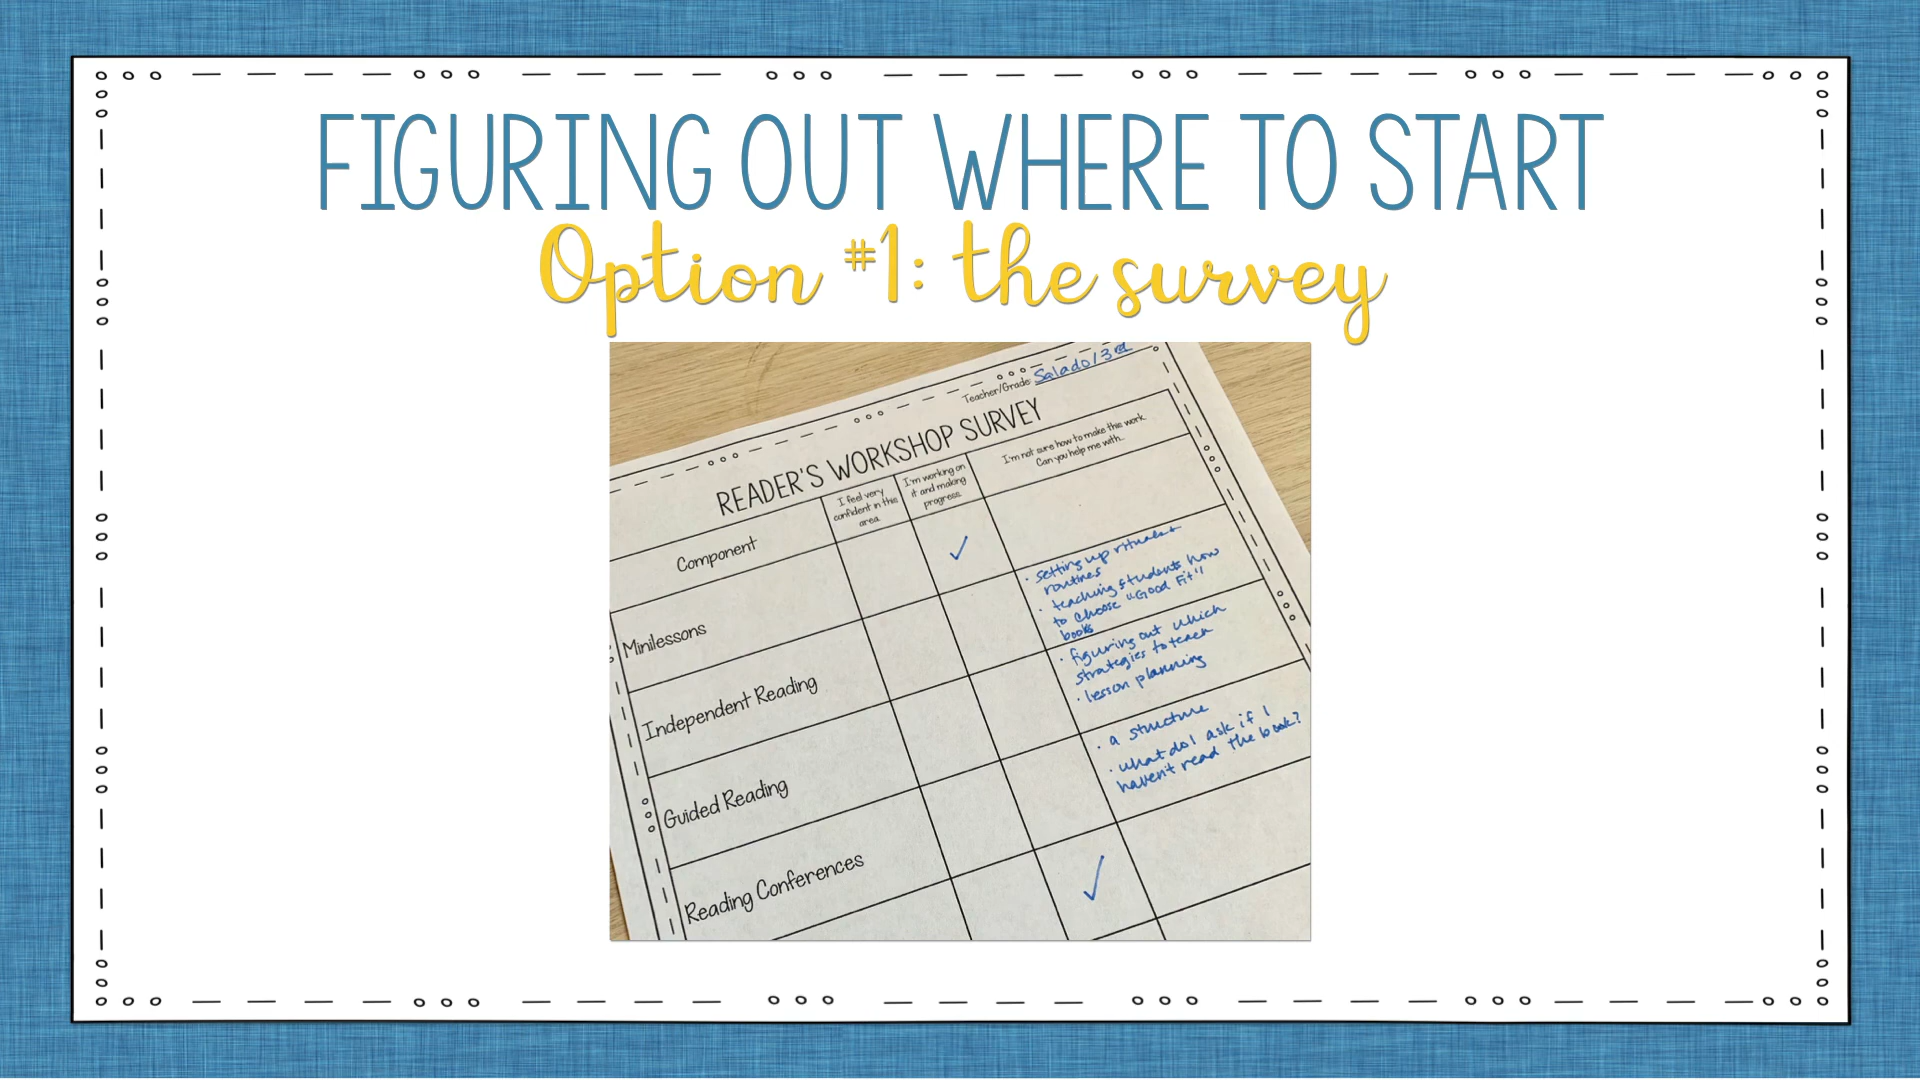 FIGURING OUT WHERE TO START
Option #1: the survey
Teacher/Grade: Salado/3rd
READER'S WORKSHOP SURVEY
Component
I feel very
confident in this
area.
I'm working on
it and making
progress.
I'm not sure how to make this work.
Can you help me with...
Minilessons
Independent Reading
• setting up rituals +
routines
• teaching students how
to choose "Good Fit"
books
Guided Reading
• figuring out which
strategies to teach
• lesson planning
Reading Conferences
• a structure
• what do I ask if I
haven't read the book?